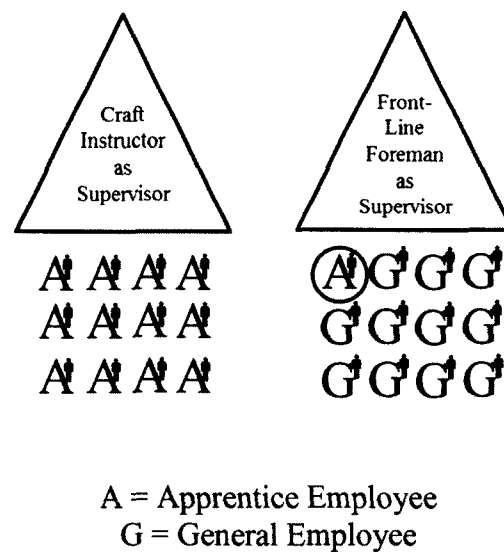 Craft
Instructor
as
Supervisor
Front-
Line
Foreman
as
Supervisor
A A A A
A A A A
A A A A
A G G G
G G G G
G G G G
A = Apprentice Employee
G = General Employee